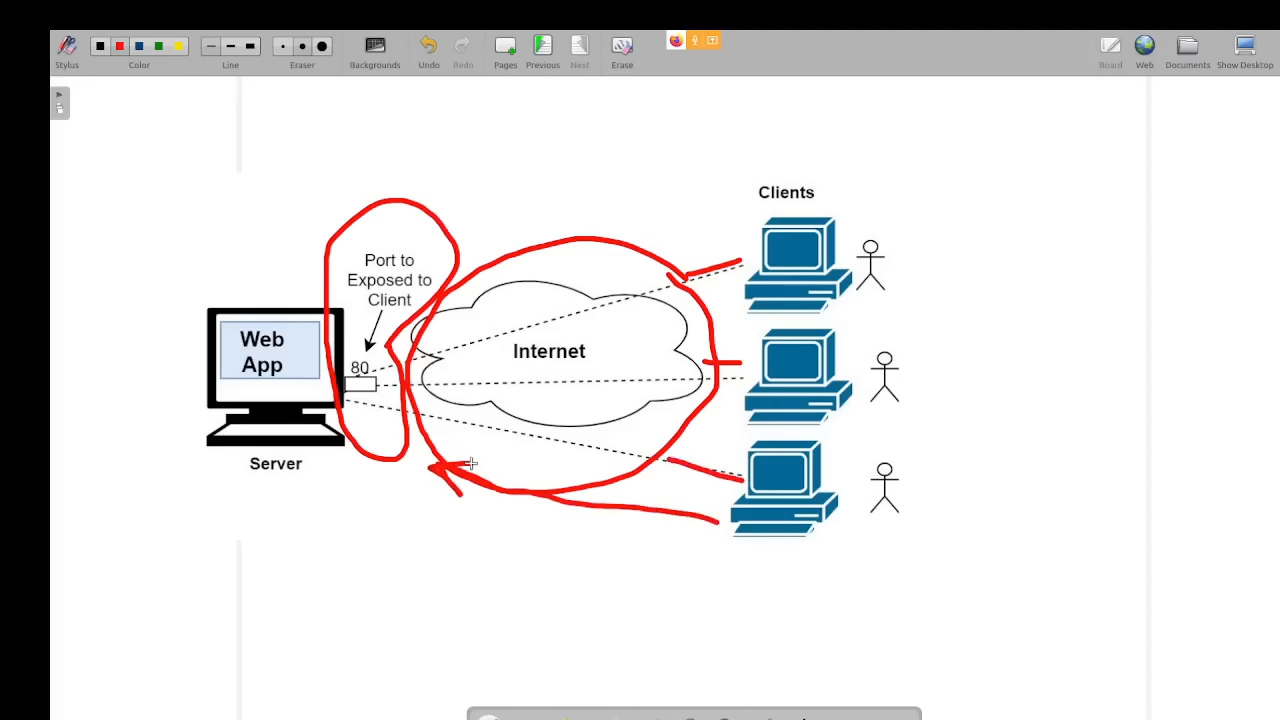 Stylus
Color
Line
Eraser
Backgrounds
Undo
Redo
Pages
Previous
Next
Erase
Board
Web
Documents
Show Desktop
Clients
Port to
Exposed to
Client
Web
App
80
Internet
Server